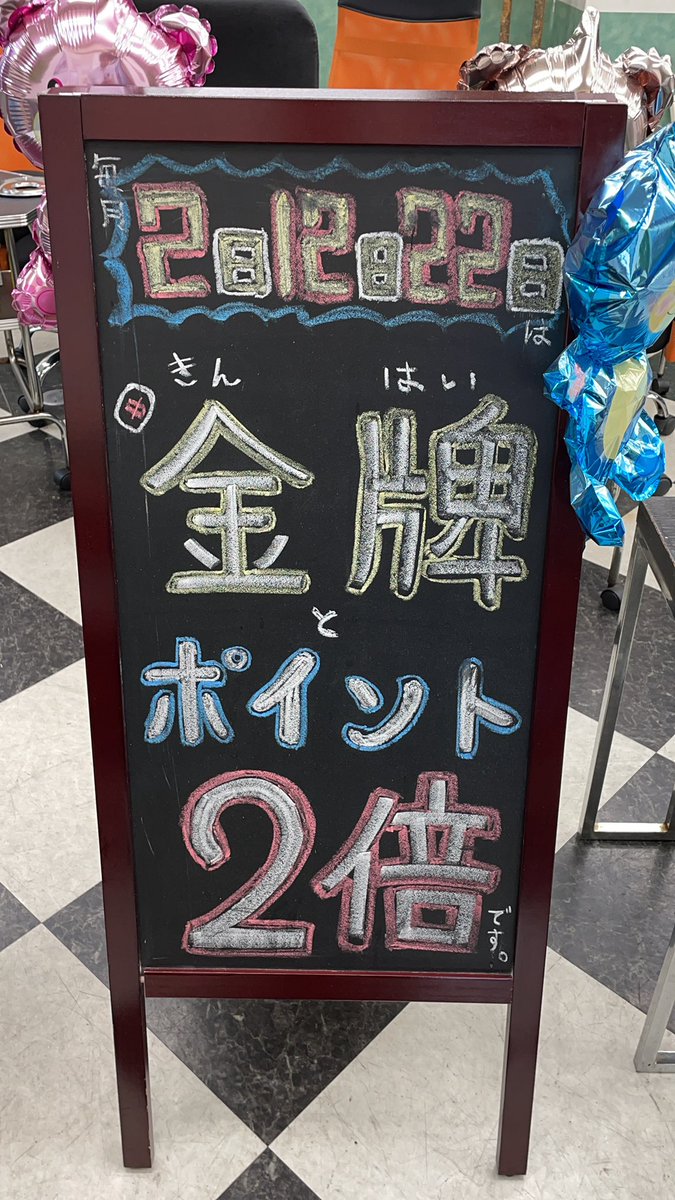 毎月
2日12日22日
は
きん はい
金牌
と
ポイント
2倍
です。